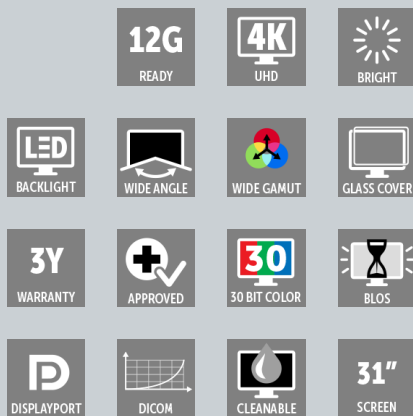 12G
READY
4K
UHD
BRIGHT
LED
BACKLIGHT
WIDE ANGLE
WIDE GAMUT
GLASS COVER
3Y
WARRANTY
APPROVED
30
30 BIT COLOR
BLOS
D
DISPLAYPORT
DICOM
CLEANABLE
31"
SCREEN